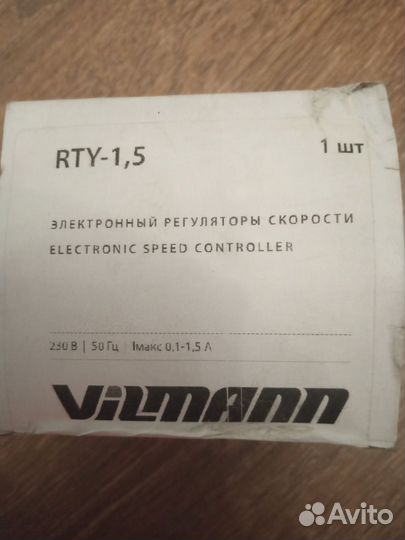 RTY-1,5
1 шт
ЭЛЕКТРОННЫЙ РЕГУЛЯТОРЫ СКОРОСТИ
ELECTRONIC SPEED CONTROLLER
230 В | 50 Гц | Iмакс 0,1-1,5 А
ViLMANN
Avito